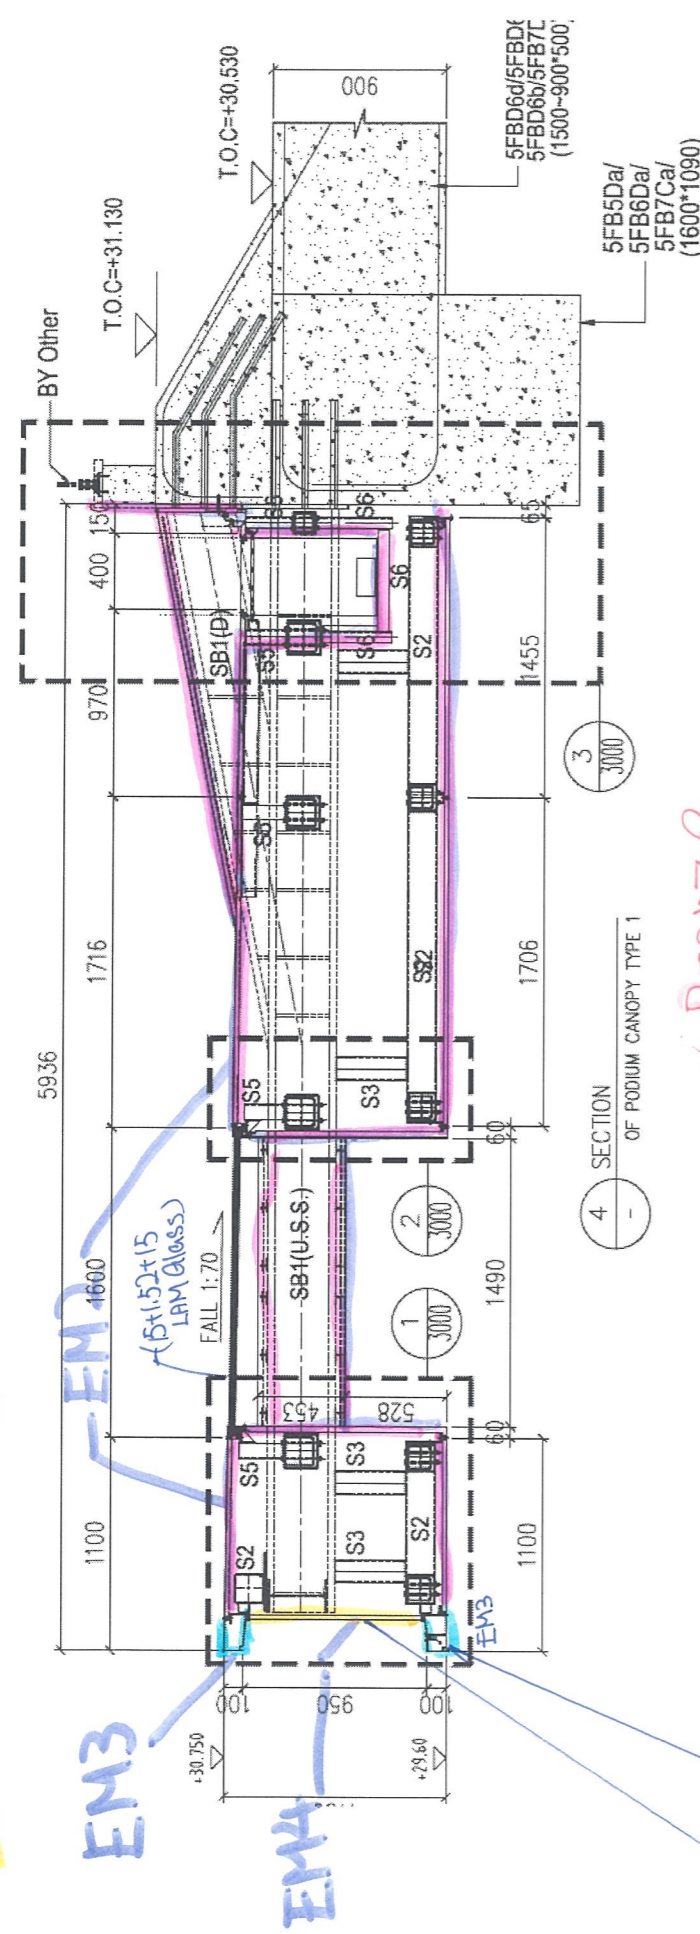 BY Other
T.O.C=+31.130
T.O.C=+30.530
5936
1100
1600
1716
970
400
150
900
EM2
EM3
EM4
(15+1.52+15
LAM Glass)
FALL 1:70
+30.750
+29.60
100
950
100
S2
S5
S3
S3
S2
EM3
453
528
SB1(U.S.S.)
S5
S3
S5
SB1(D)
S6
S6
S6
S2
60
1490
60
1100
1706
1455
65
1
3000
2
3000
3
3000
5FBD6b/5FB7D
(1500~900*500)
5FB5Da/
5FB6Da/
5FB7Ca/
(1600*1090)
4
-
SECTION
OF PODIUM CANOPY TYPE 1